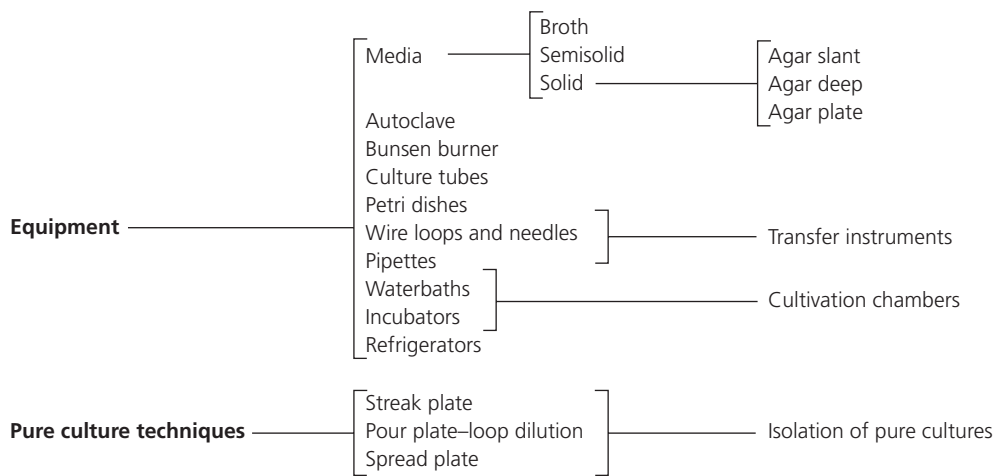 Equipment
Media
Broth
Semisolid
Solid
Agar slant
Agar deep
Agar plate
Autoclave
Bunsen burner
Culture tubes
Petri dishes
Wire loops and needles
Pipettes
Transfer instruments
Waterbaths
Incubators
Cultivation chambers
Refrigerators
Pure culture techniques
Streak plate
Pour plate–loop dilution
Spread plate
Isolation of pure cultures